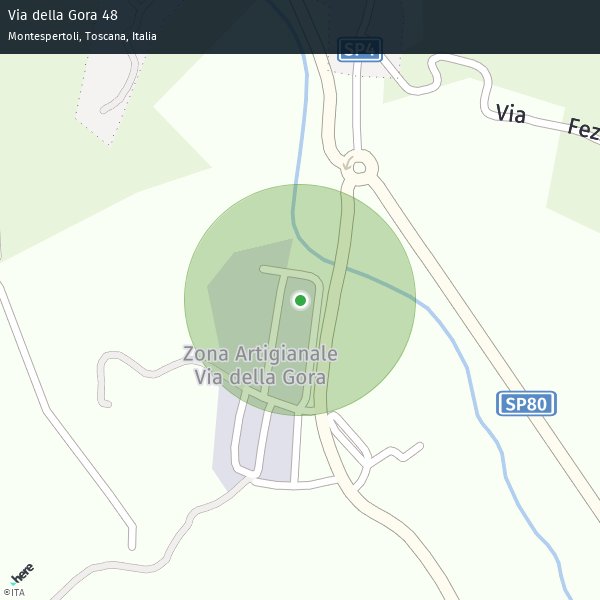 Via della Gora 48
Montespertoli, Toscana, Italia
SP4
Via Fez
Zona Artigianale
Via della Gora
SP80
here
©ITA